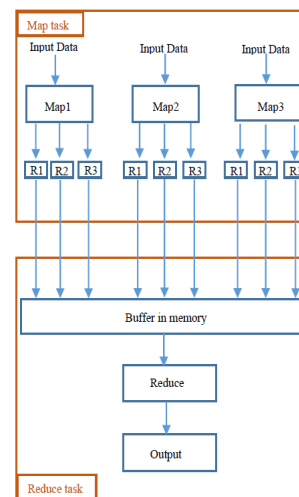 Map task
Input Data Input Data Input Data
Map1 Map2 Map3
R1 R2 R3 R1 R2 R3 R1 R2
Buffer in memory
Reduce
Output
Reduce task